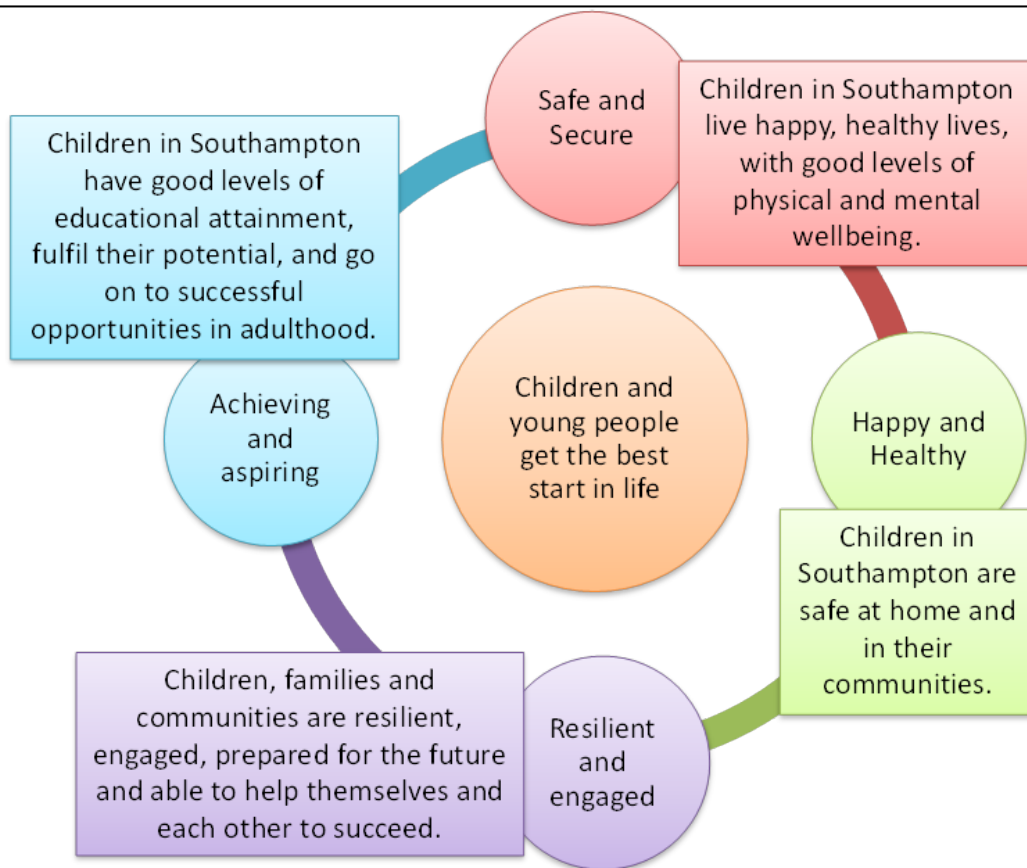 Safe and
Secure
Children in Southampton
live happy, healthy lives,
with good levels of
physical and mental
wellbeing.
Children in Southampton
have good levels of
educational attainment,
fulfil their potential, and go
on to successful
opportunities in adulthood.
Achieving
and
aspiring
Children and
young people
get the best
start in life
Happy and
Healthy
Children in
Southampton are
safe at home and
in their
communities.
Children, families and
communities are resilient,
engaged, prepared for the future
and able to help themselves and
each other to succeed.
Resilient
and
engaged